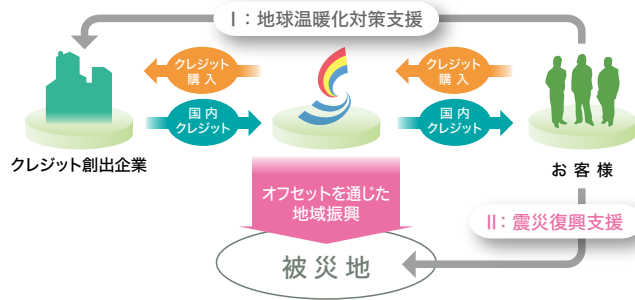 I：地球温暖化対策支援
クレジット
購入
クレジット
購入
国内
クレジット
国内
クレジット
クレジット創出企業
お客様
オフセットを通じた
地域振興
II：震災復興支援
被災地